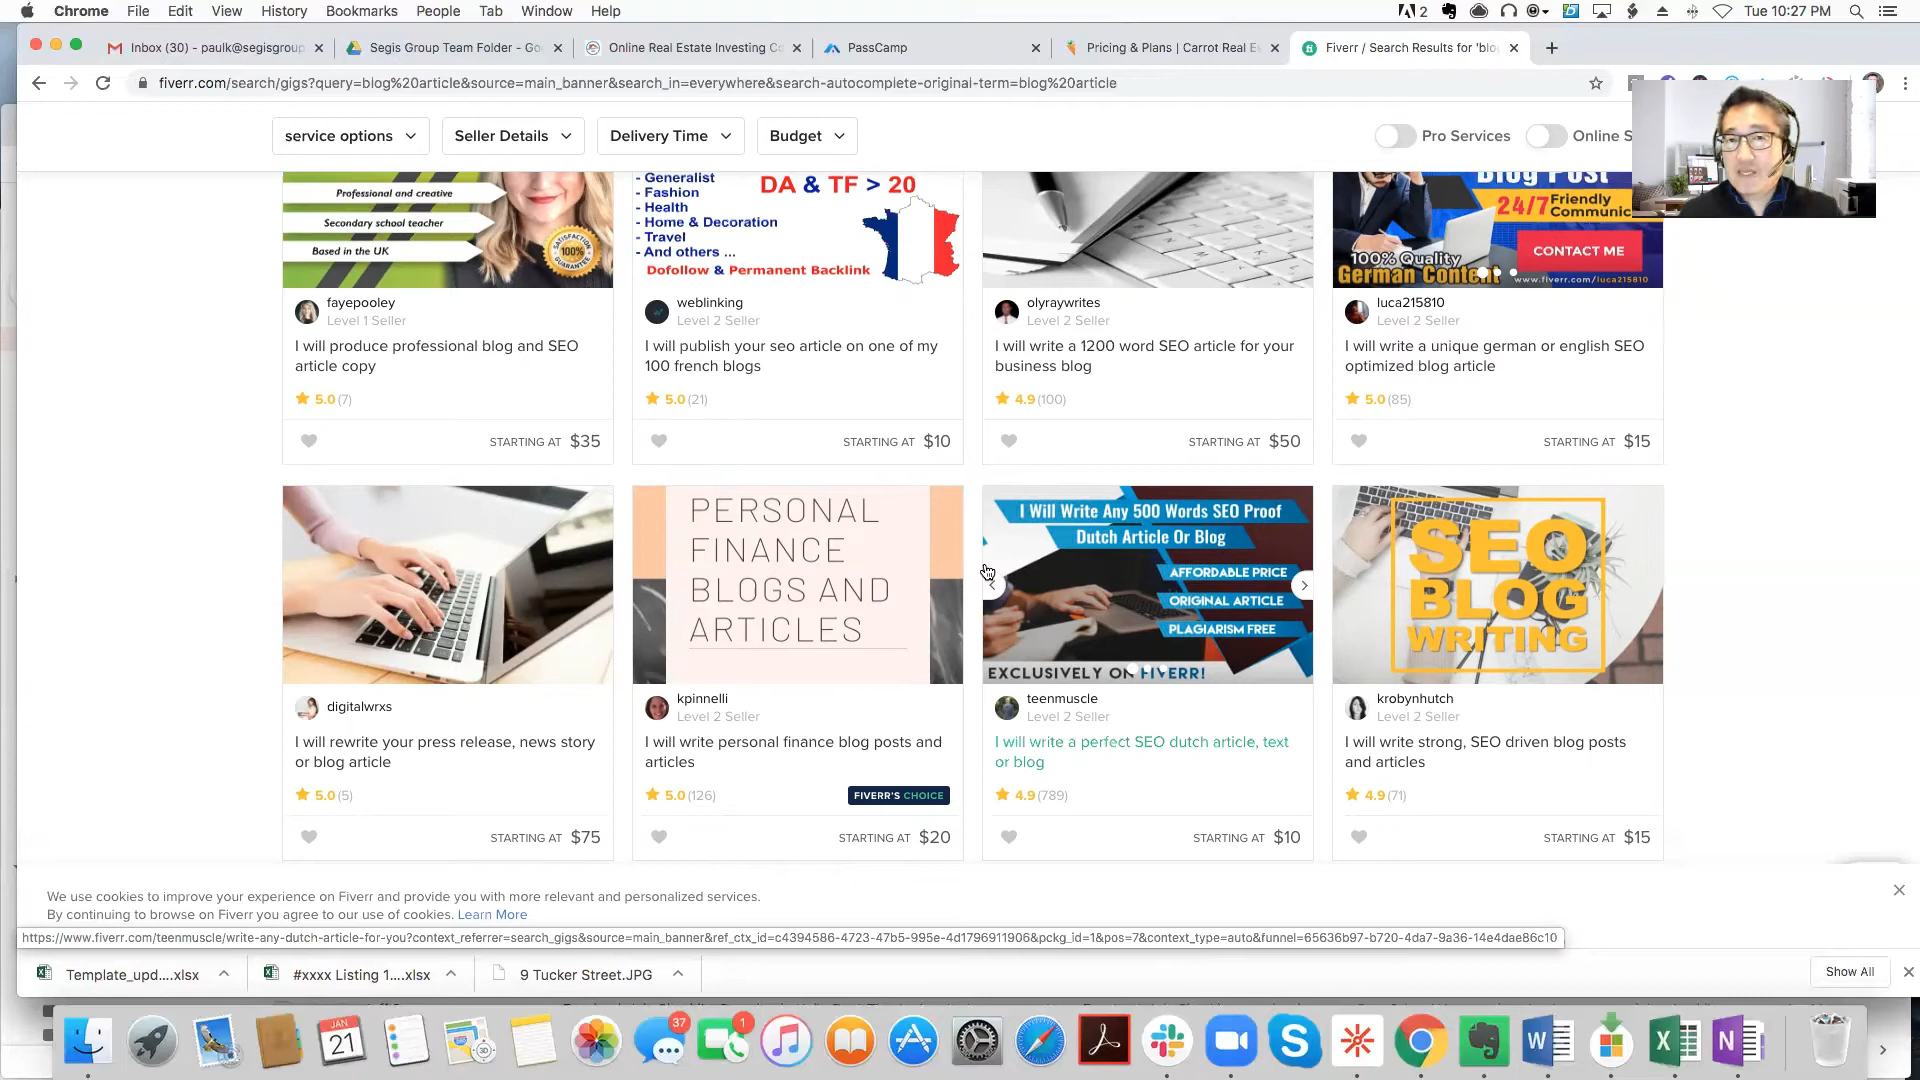 Chrome File Edit View History Bookmarks People Tab Window Help
2
Tue 10:27 PM
Inbox (30) - paulk@segisgroup
Segis Group Team Folder - Go
Online Real Estate Investing Co
PassCamp
Pricing & Plans | Carrot Real E
Fiverr / Search Results for 'blo
fiverr.com/search/gigs?query=blog%20article&source=main_banner&search_in=everywhere&search-autocomplete-original-term=blog%20article
service options
Seller Details
Delivery Time
Budget
Pro Services
Online S
Professional and creative
Secondary school teacher
Based in the UK
SATISFACTION
100%
- Generalist
- Fashion
- Health
- Home & Decoration
- Travel
- And others ...
DA & TF > 20
Dofollow & Permanent Backlink
Blog Post
24/7 Friendly
Communic
CONTACT ME
100% Quality
German Content
www.fiverr.com/luca215810
fayepooley
Level 1 Seller
I will produce professional blog and SEO
article copy
5.0 (7)
STARTING AT $35
weblinking
Level 2 Seller
I will publish your seo article on one of my
100 french blogs
5.0 (21)
STARTING AT $10
olyraywrites
Level 2 Seller
I will write a 1200 word SEO article for your
business blog
4.9 (100)
STARTING AT $50
luca215810
Level 2 Seller
I will write a unique german or english SEO
optimized blog article
5.0 (85)
STARTING AT $15
PERSONAL
FINANCE
BLOGS AND
ARTICLES
I Will Write Any 500 Words SEO Proof
Dutch Article Or Blog
AFFORDABLE PRICE
ORIGINAL ARTICLE
PLAGIARISM FREE
EXCLUSIVELY ON FIVERR!
SEO
BLOG
WRITING
digitalwrxs
I will rewrite your press release, news story
or blog article
5.0 (5)
STARTING AT $75
kpinnelli
Level 2 Seller
I will write personal finance blog posts and
articles
5.0 (126)
FIVERR'S CHOICE
STARTING AT $20
teenmuscle
Level 2 Seller
I will write a perfect SEO dutch article, text
or blog
4.9 (789)
STARTING AT $10
krobynhutch
Level 2 Seller
I will write strong, SEO driven blog posts
and articles
4.9 (71)
STARTING AT $15
We use cookies to improve your experience on Fiverr and provide you with more relevant and personalized services.
By continuing to browse on Fiverr you agree to our use of cookies. Learn More
https://www.fiverr.com/teenmuscle/write-any-dutch-article-for-you?context_referrer=search_gigs&source=main_banner&ref_ctx_id=c4394586-4723-47b5-995e-4d1796911906&pckg_id=1&pos=7&context_type=auto&funnel=65636b97-b720-4da7-9a36-14e4dae86c10
Template_upd....xlsx
#xxxx Listing 1....xlsx
9 Tucker Street.JPG
Show All
JAN
21
37
1